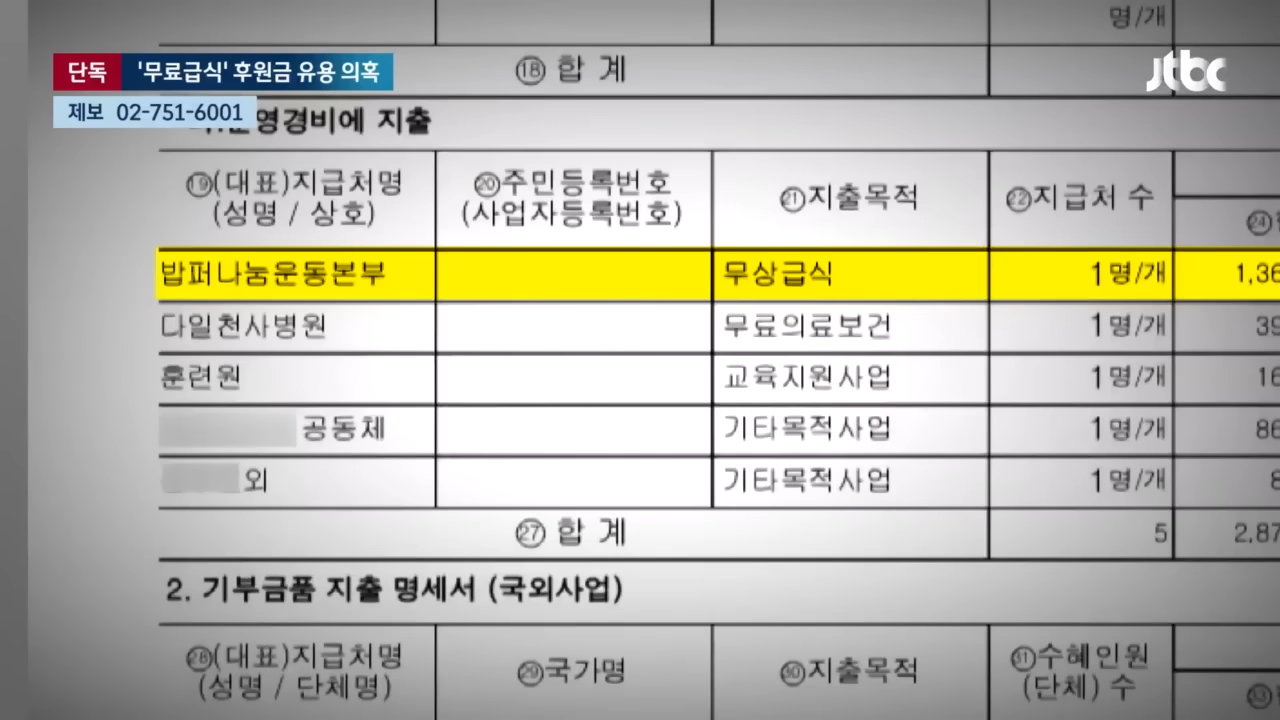 단독 '무료급식' 후원금 유용 의혹
jtbc
제보 02-751-6001
명/개
⑱ 합 계
영경비에 지출
⑲(대표)지급처명
(성명 / 상호)
⑳주민등록번호
(사업자등록번호)
㉑지출목적
㉒지급처 수
㉔
밥퍼나눔운동본부 무상급식 1명/개 1,36
다일천사병원 무료의료보건 1명/개 39
훈련원 교육지원사업 1명/개 16
공동체 기타목적사업 1명/개 86
외 기타목적사업 1명/개 8
㉗ 합 계 5 2,87
2. 기부금품 지출 명세서 (국외사업)
㉘(대표)지급처명
(성명 / 단체명)
㉙국가명
㉚지출목적
㉛수혜인원
(단체) 수
㉝